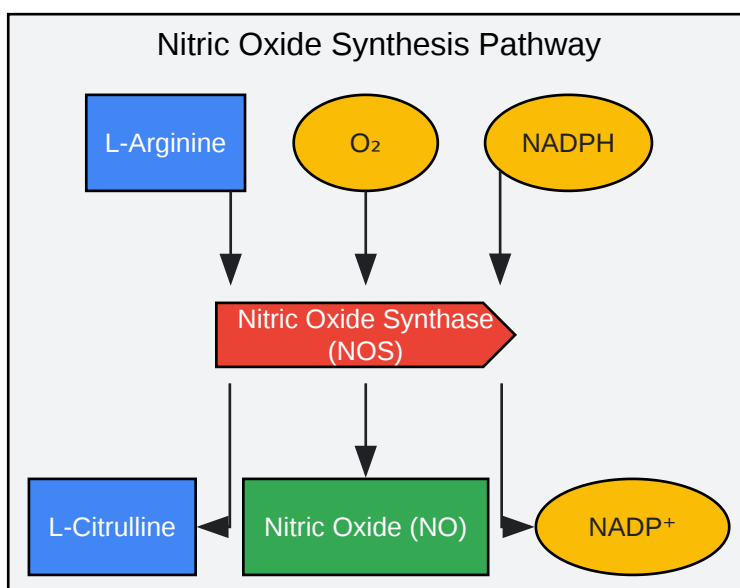 Nitric Oxide Synthesis Pathway
L-Arginine
O₂
NADPH
Nitric Oxide Synthase
(NOS)
L-Citrulline
Nitric Oxide (NO)
NADP⁺